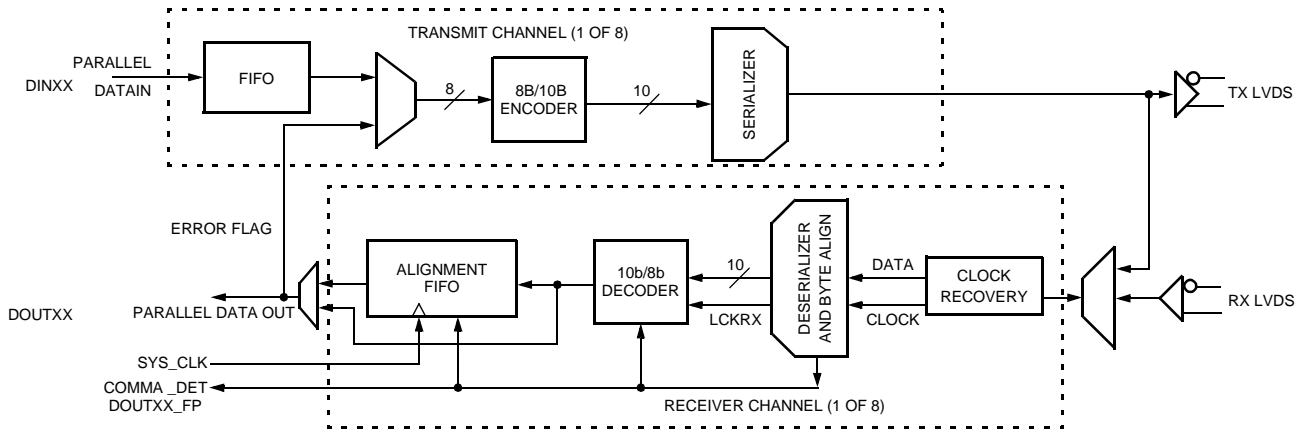 TRANSMIT CHANNEL (1 OF 8)
PARALLEL
DINXX
DATAIN
FIFO
8
8B/10B
ENCODER
10
SERIALIZER
TX LVDS
ERROR FLAG
ALIGNMENT
FIFO
10b/8b
DECODER
10
LCKRX
DESERIALIZER
AND BYTE ALIGN
DATA
CLOCK
CLOCK
RECOVERY
RX LVDS
DOUTXX
PARALLEL DATA OUT
SYS_CLK
COMMA _DET
DOUTXX_FP
RECEIVER CHANNEL (1 OF 8)